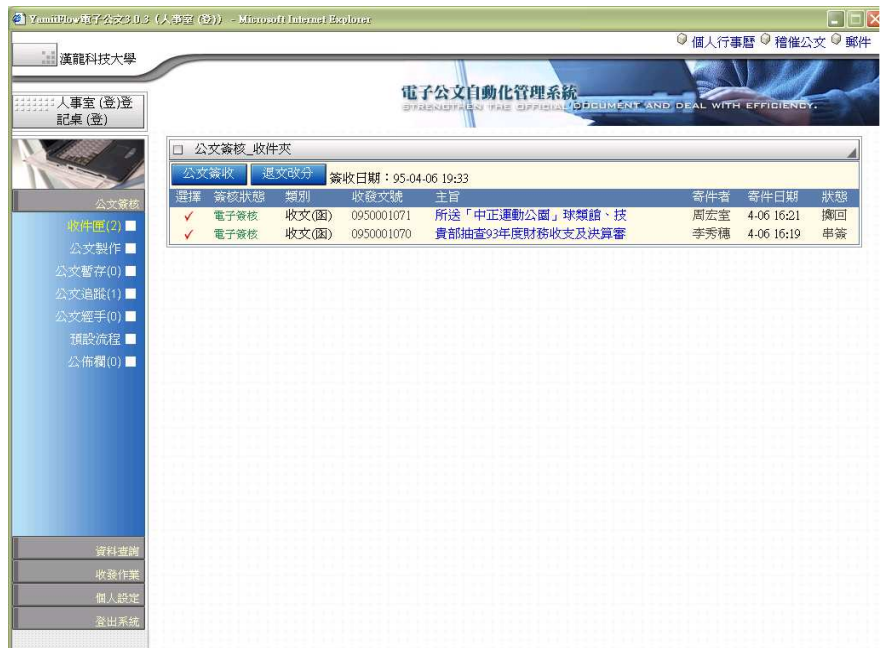 YamiiFlow電子公文3.0.3 (人事室 (登)) - Microsoft Internet Explorer
個人行事曆 稽催公文 郵件
漢龍科技大學
電子公文自動化管理系統
STRENGTHEN THE OFFICIAL DOCUMENT AND DEAL WITH EFFICIENCY.
人事室 (登)登
記桌 (登)
公文簽核_收件夾
公文簽收 退文改分 簽收日期：95-04-06 19:33
選擇 簽核狀態 類別 收發文號 主旨 寄件者 寄件日期 狀態
電子簽核 收文(函) 0950001071 所送「中正運動公園」球類館、技 周宏室 4-06 16:21 擲回
電子簽核 收文(函) 0950001070 貴部抽查93年度財務收支及決算審 李秀穗 4-06 16:19 串簽
公文簽核
收件匣(2)
公文製作
公文暫存(0)
公文追蹤(1)
公文經手(0)
預設流程
公佈欄(0)
資料查詢
收發作業
個人設定
登出系統